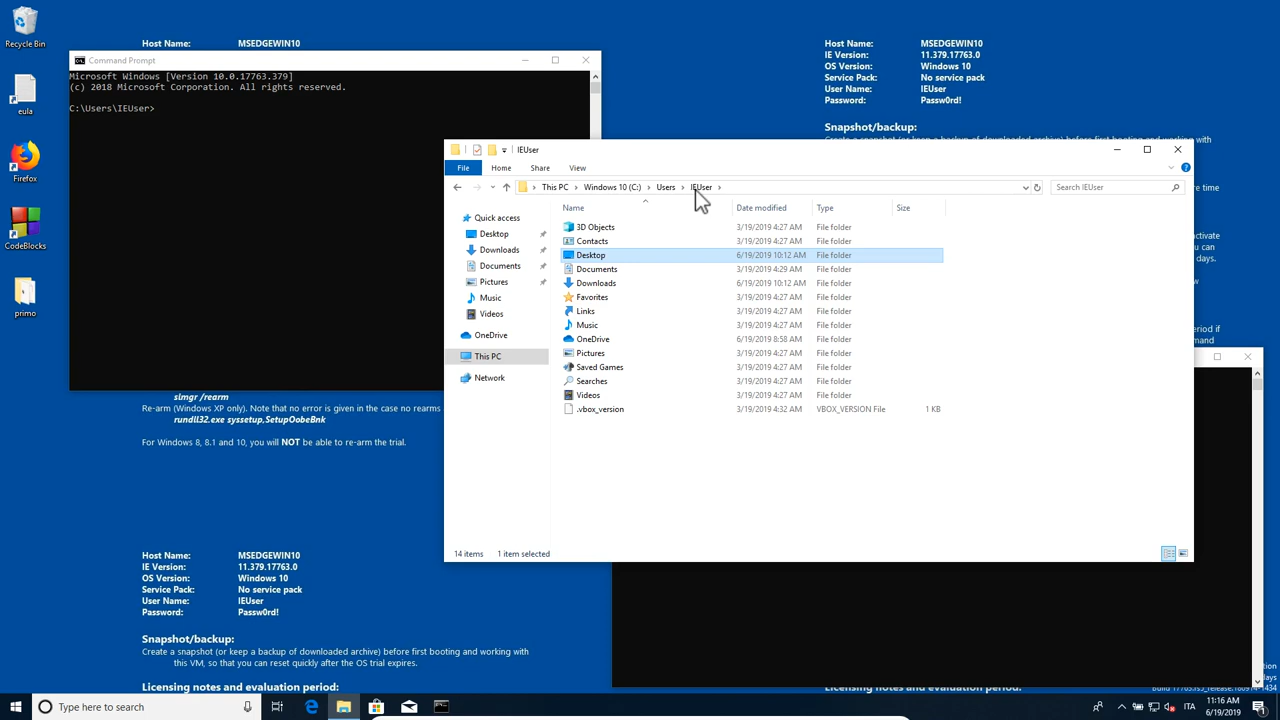 Recycle Bin
eula
Firefox
CodeBlocks
primo
Host Name: MSEDGEWIN10
Command Prompt
Microsoft Windows [Version 10.0.17763.379]
(c) 2018 Microsoft Corporation. All rights reserved.
C:\Users\IEUser>
Host Name: MSEDGEWIN10
IE Version: 11.379.17763.0
OS Version: Windows 10
Service Pack: No service pack
User Name: IEUser
Password: Passw0rd!
Snapshot/backup:
IEUser
File Home Share View
This PC Windows 10 (C:) Users IEUser
Search IEUser
Name Date modified Type Size
Quick access
Desktop
Downloads
Documents
Pictures
Music
Videos
OneDrive
This PC
Network
3D Objects 3/19/2019 4:27 AM File folder
Contacts 3/19/2019 4:27 AM File folder
Desktop 6/19/2019 10:12 AM File folder
Documents 3/19/2019 4:29 AM File folder
Downloads 6/19/2019 10:12 AM File folder
Favorites 3/19/2019 4:27 AM File folder
Links 3/19/2019 4:27 AM File folder
Music 3/19/2019 4:27 AM File folder
OneDrive 6/19/2019 8:58 AM File folder
Pictures 3/19/2019 4:27 AM File folder
Saved Games 3/19/2019 4:27 AM File folder
Searches 3/19/2019 4:27 AM File folder
Videos 3/19/2019 4:27 AM File folder
.vbox_version 3/19/2019 4:32 AM VBOX_VERSION File 1 KB
14 items 1 item selected
re time
activate
can
days.
ew
eriod if
mmand
slmgr /rearm
Re-arm (Windows XP only). Note that no error is given in the case no rearms
rundll32.exe syssetup,SetupOobeBnk
For Windows 8, 8.1 and 10, you will NOT be able to re-arm the trial.
Host Name: MSEDGEWIN10
IE Version: 11.379.17763.0
OS Version: Windows 10
Service Pack: No service pack
User Name: IEUser
Password: Passw0rd!
Snapshot/backup:
Create a snapshot (or keep a backup of downloaded archive) before first booting and working with
this VM, so that you can reset quickly after the OS trial expires.
Licensing notes and evaluation period:
Licensing notes and evaluation period:
Type here to search
ITA
11:16 AM
6/19/2019